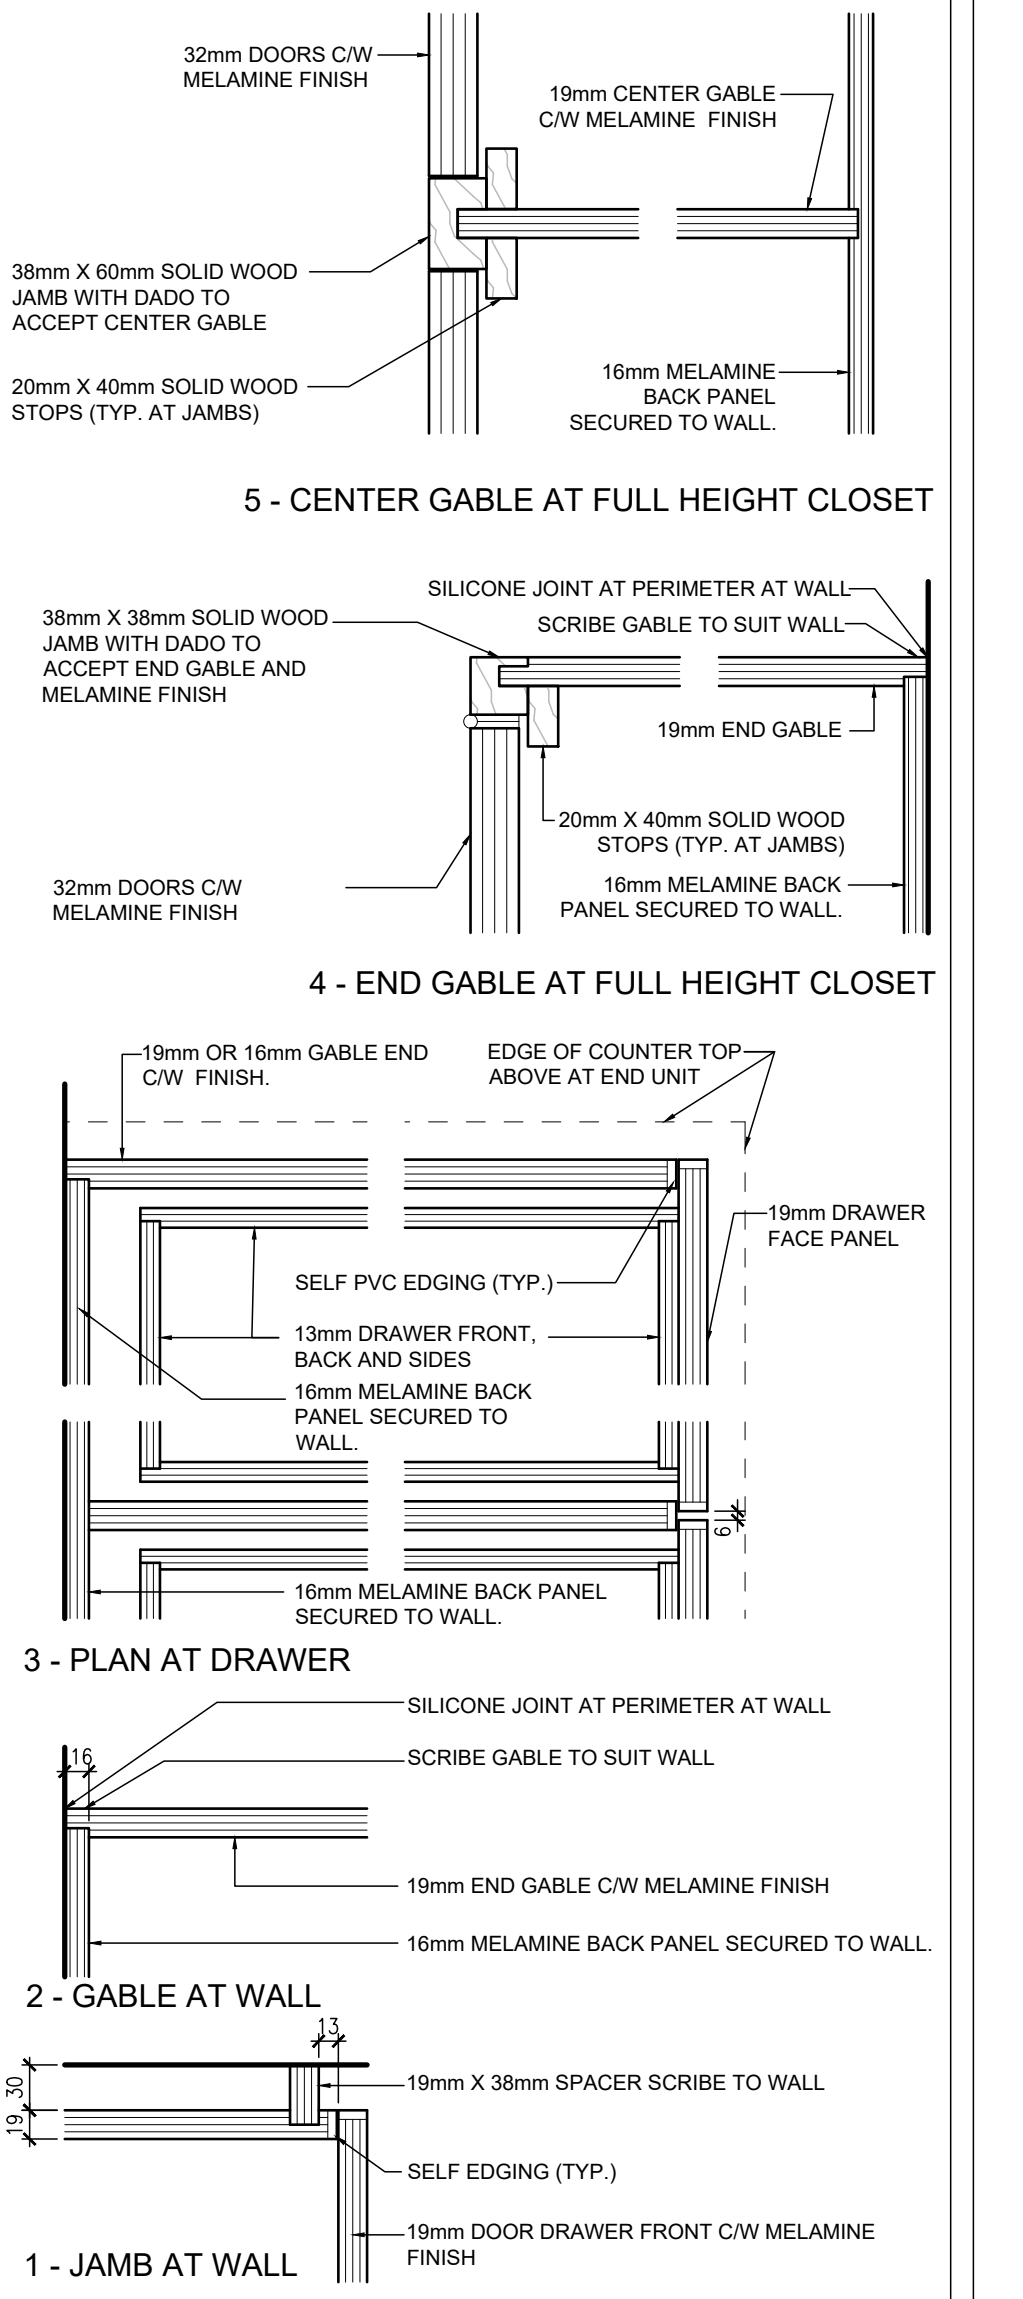 32mm DOORS C/W
MELAMINE FINISH
19mm CENTER GABLE
C/W MELAMINE FINISH
38mm X 60mm SOLID WOOD
JAMB WITH DADO TO
ACCEPT CENTER GABLE
20mm X 40mm SOLID WOOD
STOPS (TYP. AT JAMBS)
16mm MELAMINE
BACK PANEL
SECURED TO WALL.
5 - CENTER GABLE AT FULL HEIGHT CLOSET
SILICONE JOINT AT PERIMETER AT WALL
SCRIBE GABLE TO SUIT WALL
38mm X 38mm SOLID WOOD
JAMB WITH DADO TO
ACCEPT END GABLE AND
MELAMINE FINISH
19mm END GABLE
20mm X 40mm SOLID WOOD
STOPS (TYP. AT JAMBS)
32mm DOORS C/W
MELAMINE FINISH
16mm MELAMINE BACK
PANEL SECURED TO WALL.
4 - END GABLE AT FULL HEIGHT CLOSET
19mm OR 16mm GABLE END
C/W FINISH.
EDGE OF COUNTER TOP
ABOVE AT END UNIT
19mm DRAWER
FACE PANEL
SELF PVC EDGING (TYP.)
13mm DRAWER FRONT,
BACK AND SIDES
16mm MELAMINE BACK
PANEL SECURED TO
WALL.
6
16mm MELAMINE BACK PANEL
SECURED TO WALL.
3 - PLAN AT DRAWER
SILICONE JOINT AT PERIMETER AT WALL
16
SCRIBE GABLE TO SUIT WALL
19mm END GABLE C/W MELAMINE FINISH
16mm MELAMINE BACK PANEL SECURED TO WALL.
2 - GABLE AT WALL
13
30
19
19mm X 38mm SPACER SCRIBE TO WALL
SELF EDGING (TYP.)
19mm DOOR DRAWER FRONT C/W MELAMINE
FINISH
1 - JAMB AT WALL